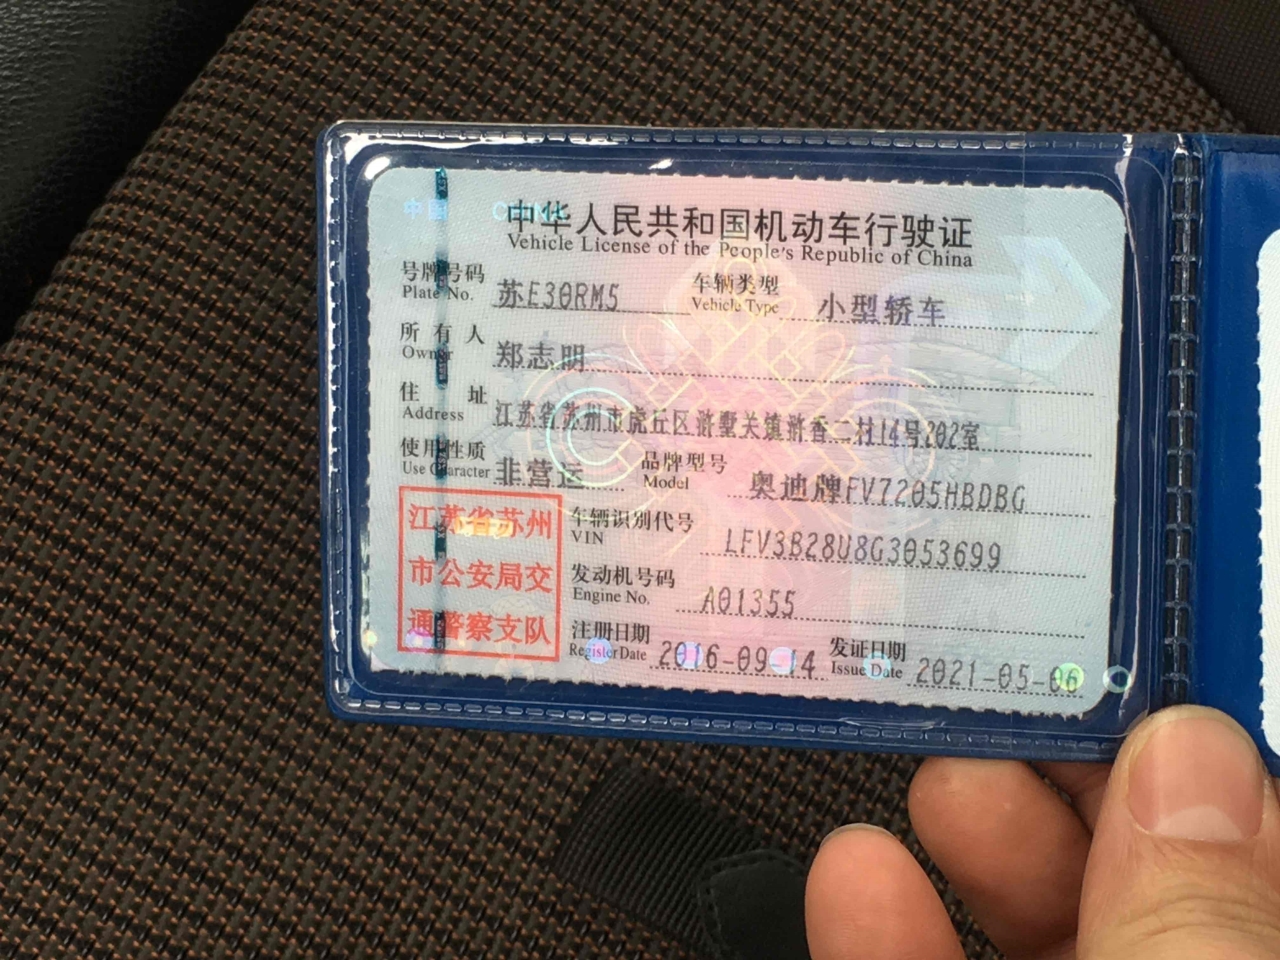 中国 CHINA
中华人民共和国机动车行驶证
Vehicle License of the People's Republic of China
号牌号码 苏E30RM5 车辆类型 小型轿车
Plate No. Vehicle Type
所有人 郑志明
Owner
住址 江苏省苏州市虎丘区浒墅关镇浒香二村14号202室
Address
使用性质 非营运 品牌型号 奥迪牌FV7205HBDBG
Use Character Model
江苏省苏州
市公安局交
通警察支队
车辆识别代号 LFV3B28U8G3053699
VIN
发动机号码 A01355
Engine No.
注册日期 2016-09-14 发证日期 2021-05-06
Register Date Issue Date